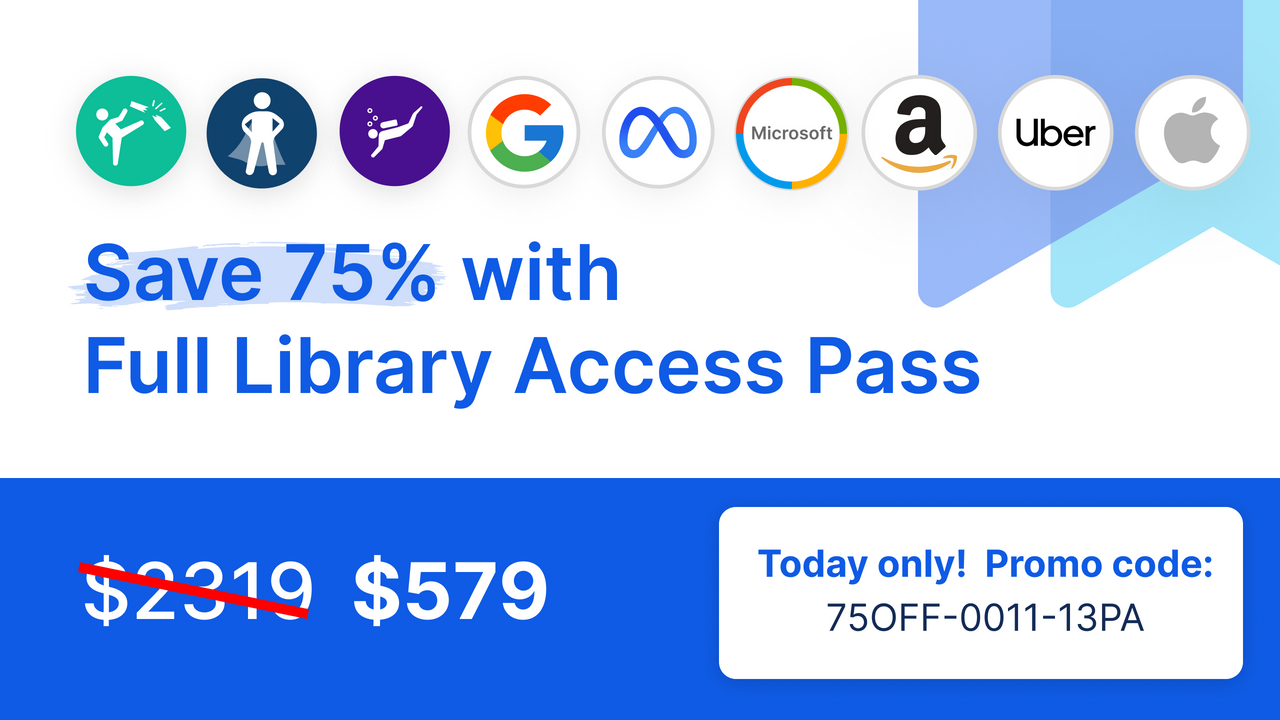 Microsoft
a
Uber
Save 75% with
Full Library Access Pass
$2319 $579
Today only! Promo code:
75OFF-0011-13PA